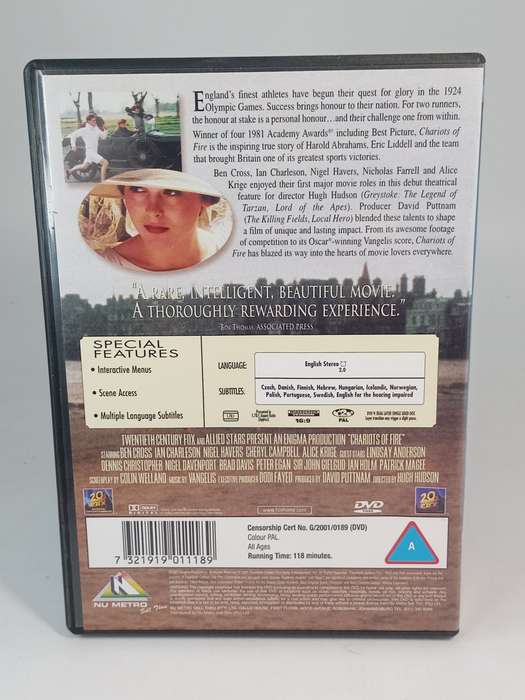 England's finest athletes have begun their quest for glory in the 1924
Olympic Games. Success brings honour to their nation. For two runners,
the honour at stake is a personal honour…and their challenge one from within.
Winner of four 1981 Academy Awards® including Best Picture, Chariots of
Fire is the inspiring true story of Harold Abrahams, Eric Liddell and the team
that brought Britain one of its greatest sports victories.
Ben Cross, Ian Charleson, Nigel Havers, Nicholas Farrell and Alice
Krige enjoyed their first major movie roles in this debut theatrical
feature for director Hugh Hudson (Greystoke: The Legend of
Tarzan, Lord of the Apes). Producer David Puttnam
(The Killing Fields, Local Hero) blended these talents to shape
a film of unique and lasting impact. From its awesome footage
of competition to its Oscar®-winning Vangelis score, Chariots of
Fire has blazed its way into the hearts of movie lovers everywhere.
"A RARE, INTELLIGENT, BEAUTIFUL MOVIE.
A THOROUGHLY REWARDING EXPERIENCE."
Bob Thomas, ASSOCIATED PRESS
SPECIAL
FEATURES
• Interactive Menus
• Scene Access
• Multiple Language Subtitles
LANGUAGE:
English Stereo
2.0
SUBTITLES:
Czech, Danish, Finnish, Hebrew, Hungarian, Icelandic, Norwegian,
Polish, Portuguese, Swedish, English for the hearing impaired
16:9
PAL
TWENTIETH CENTURY FOX AND ALLIED STARS PRESENT AN ENIGMA PRODUCTION "CHARIOTS OF FIRE"
STARRING BEN CROSS IAN CHARLESON NIGEL HAVERS CHERYL CAMPBELL ALICE KRIGE GUEST STARS LINDSAY ANDERSON
DENNIS CHRISTOPHER NIGEL DAVENPORT BRAD DAVIS PETER EGAN SIR JOHN GIELGUD IAN HOLM PATRICK MAGEE
SCREENPLAY BY COLIN WELLAND MUSIC BY VANGELIS EXECUTIVE PRODUCER DODI FAYED PRODUCED BY DAVID PUTTNAM DIRECTED BY HUGH HUDSON
20
DOLBY
www.foxhome.com
DVD
VIDEO
20
7 321919 011189
Censorship Cert No. G/2001/0189 (DVD)
Colour PAL.
All Ages
Running Time: 118 minutes.
A
NU METRO